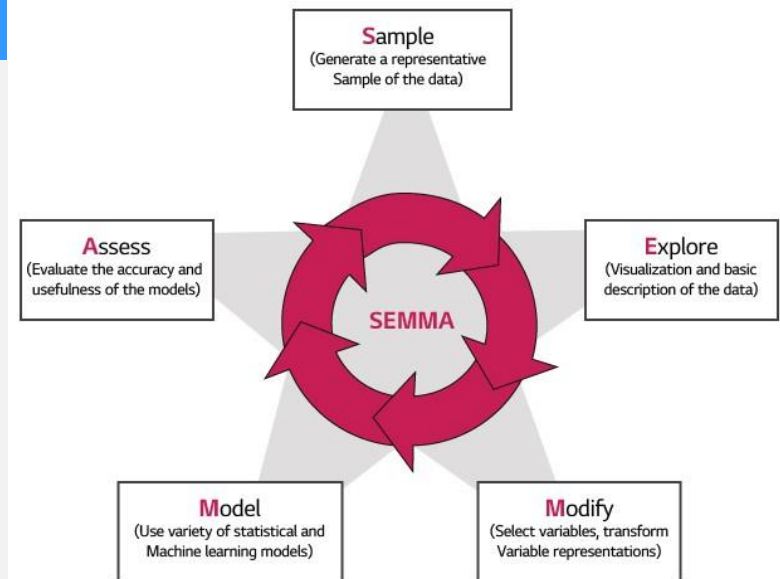 Sample
(Generate a representative
Sample of the data)
Assess
(Evaluate the accuracy and
usefulness of the models)
Explore
(Visualization and basic
description of the data)
SEMMA
Model
(Use variety of statistical and
Machine learning models)
Modify
(Select variables, transform
Variable representations)